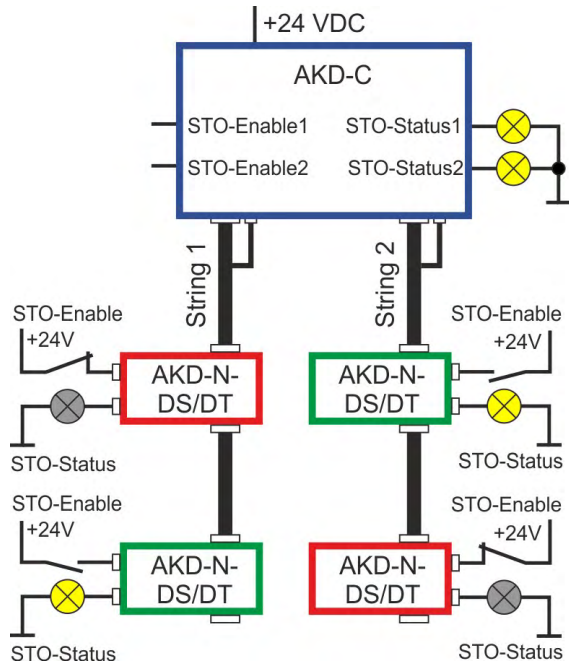 +24 VDC
AKD-C
STO-Enable1
STO-Status1
STO-Enable2
STO-Status2
String 1
String 2
STO-Enable
+24V
AKD-N-
DS/DT
STO-Status
STO-Enable
+24V
AKD-N-
DS/DT
STO-Status
STO-Enable
+24V
AKD-N-
DS/DT
STO-Status
STO-Enable
+24V
AKD-N-
DS/DT
STO-Status